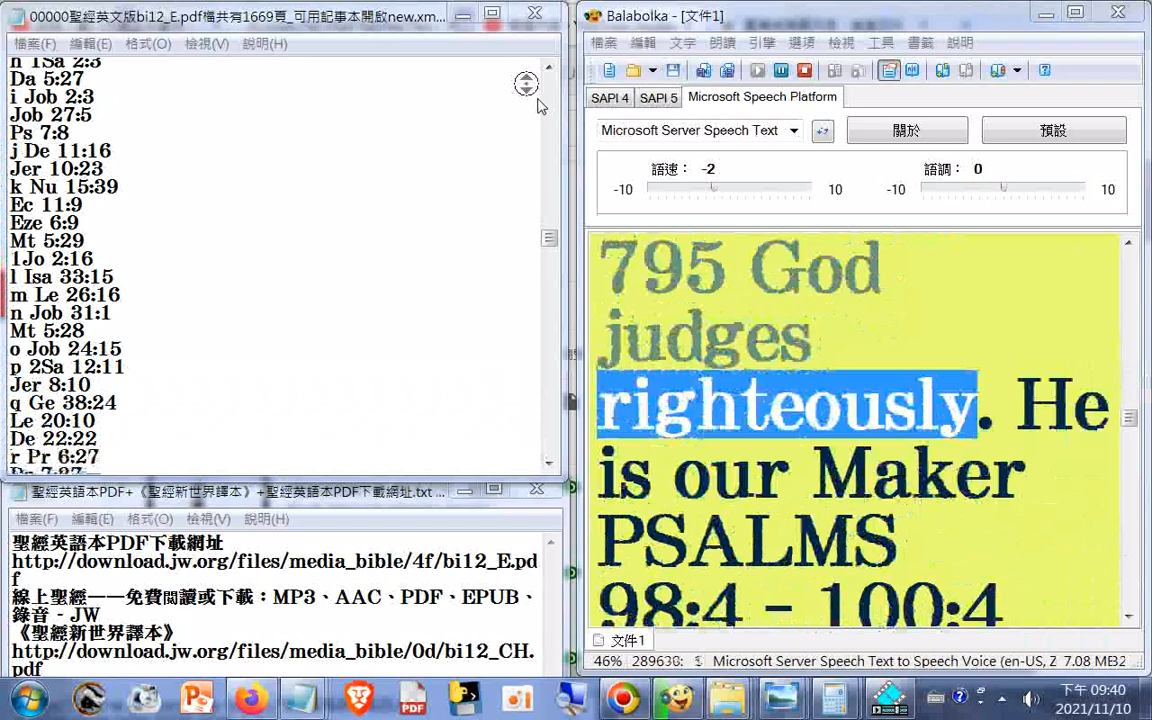 00000聖經英文版bi12_E.pdf檔共有1669頁_可用記事本開啟new.xm...
檔案(F) 編輯(E) 格式(O) 檢視(V) 說明(H)
n 1Sa 2:3
Da 5:27
i Job 2:3
Job 27:5
Ps 7:8
j De 11:16
Jer 10:23
k Nu 15:39
Ec 11:9
Eze 6:9
Mt 5:29
1Jo 2:16
l Isa 33:15
m Le 26:16
n Job 31:1
Mt 5:28
o Job 24:15
p 2Sa 12:11
Jer 8:10
q Ge 38:24
Le 20:10
De 22:22
r Pr 6:27
聖經英語本PDF+《聖經新世界譯本》+聖經英語本PDF下載網址.txt ...
檔案(F) 編輯(E) 格式(O) 檢視(V) 說明(H)
聖經英語本PDF下載網址
http://download.jw.org/files/media_bible/4f/bi12_E.pd
f
線上聖經——免費閱讀或下載：MP3、AAC、PDF、EPUB、
錄音 - JW
《聖經新世界譯本》
http://download.jw.org/files/media_bible/0d/bi12_CH.
pdf
Balabolka - [文件1]
檔案 編輯 文字 朗讀 引擎 選項 檢視 工具 書籤 說明
SAPI 4 SAPI 5 Microsoft Speech Platform
Microsoft Server Speech Text 關於 預設
語速： -2 語調： 0
-10 10 -10 10
795 God
judges
righteously. He
is our Maker
PSALMS
98:4 – 100:4
文件1
46% 28963 Microsoft Server Speech Text to Speech Voice (en-US, Z 7.08 MB
下午 09:40
2021/11/10